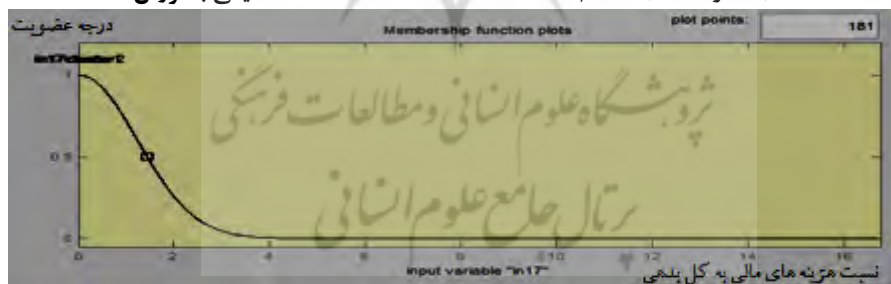 درجه عضویت
Membership function plots
plot points:
181
1
0.5
0
0 2 4 6 8 10 12 14 16
input variable "in17"
نسبت هزینه های مالی به کل بدهی
پژوهشگاه علوم انسانی و مطالعات فرهنگی
پرتال جامع علوم انسانی